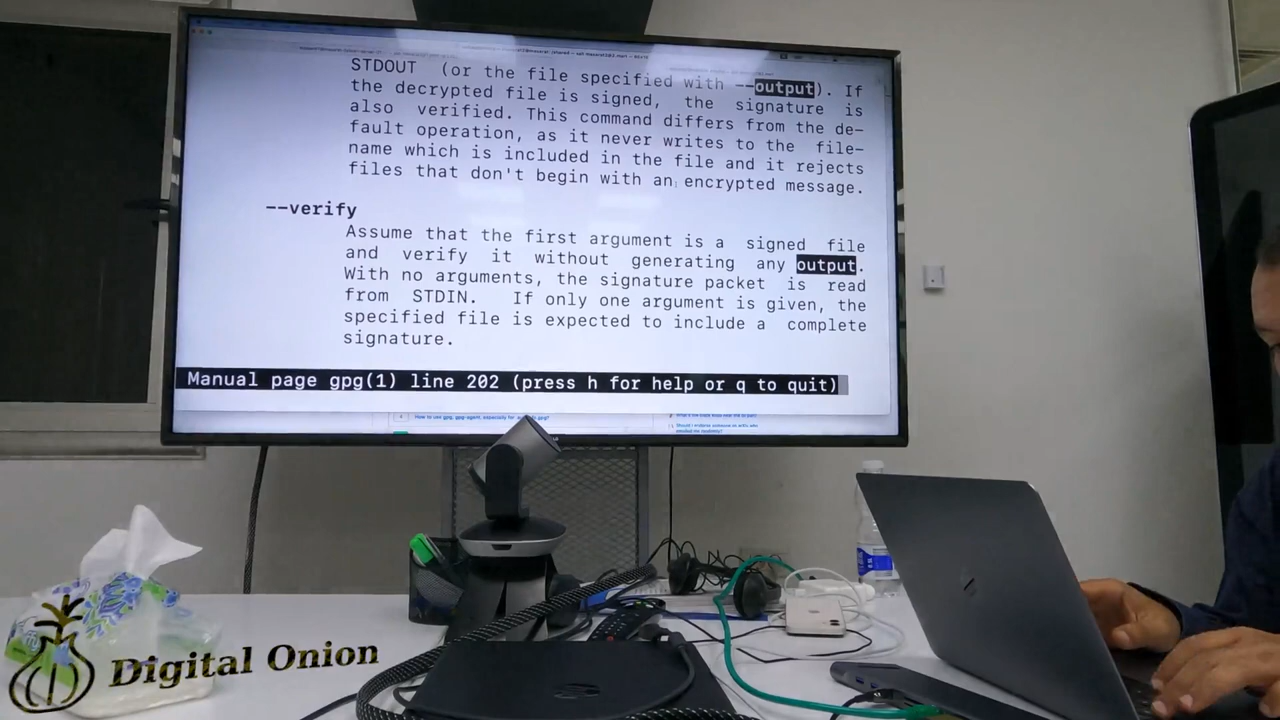 STDOUT (or the file specified with --output). If
the decrypted file is signed, the signature is
also verified. This command differs from the de–
fault operation, as it never writes to the file–
name which is included in the file and it rejects
files that don't begin with an encrypted message.
--verify
Assume that the first argument is a signed file
and verify it without generating any output.
With no arguments, the signature packet is read
from STDIN. If only one argument is given, the
specified file is expected to include a complete
signature.
Manual page gpg(1) line 202 (press h for help or q to quit)
Digital Onion